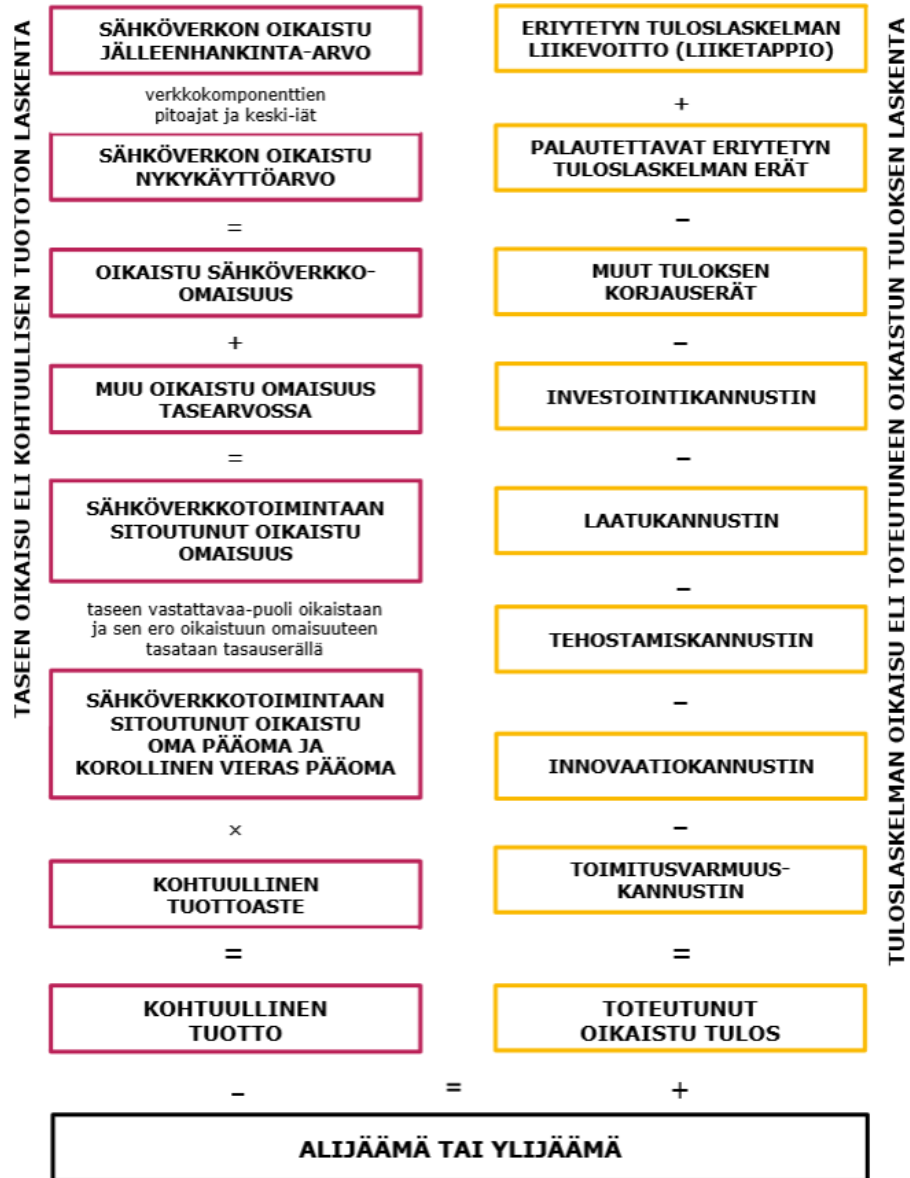 TASEEN OIKAISU ELI KOHTUULLISEN TUOTOTON LASKENTA
SÄHKÖVERKON OIKAISTU
JÄLLEENHANKINTA-ARVO
verkkokomponenttien
pitoajat ja keski-iät
SÄHKÖVERKON OIKAISTU
NYKYKÄYTTÖARVO
=
OIKAISTU SÄHKÖVERKKO-
OMAISUUS
+
MUU OIKAISTU OMAISUUS
TASEARVOSSA
=
SÄHKÖVERKKOTOIMINTAAN
SITOUTUNUT OIKAISTU
OMAISUUS
taseen vastattavaa-puoli oikaistaan
ja sen ero oikaistuun omaisuuteen
tasataan tasauserällä
SÄHKÖVERKKOTOIMINTAAN
SITOUTUNUT OIKAISTU
OMA PÄÄOMA JA
KOROLLINEN VIERAS PÄÄOMA
×
KOHTUULLINEN
TUOTTOASTE
=
KOHTUULLINEN
TUOTTO
ERIYTETYN TULOSLASKELMAN
LIIKEVOITTO (LIIKETAPPIO)
+
PALAUTETTAVAT ERIYTETYN
TULOSLASKELMAN ERÄT
–
MUUT TULOKSEN
KORJAUSERÄT
–
INVESTOINTIKANNUSTIN
–
LAATUKANNUSTIN
–
TEHOSTAMISKANNUSTIN
–
INNOVAATIOKANNUSTIN
–
TOIMITUSVARMUUS-
KANNUSTIN
=
TOTEUTUNUT
OIKAISTU TULOS
TULOSLASKELMAN OIKAISU ELI TOTEUTUNEEN OIKAISTUN TULOKSEN LASKENTA
– = +
ALIJÄÄMÄ TAI YLIJÄÄMÄ